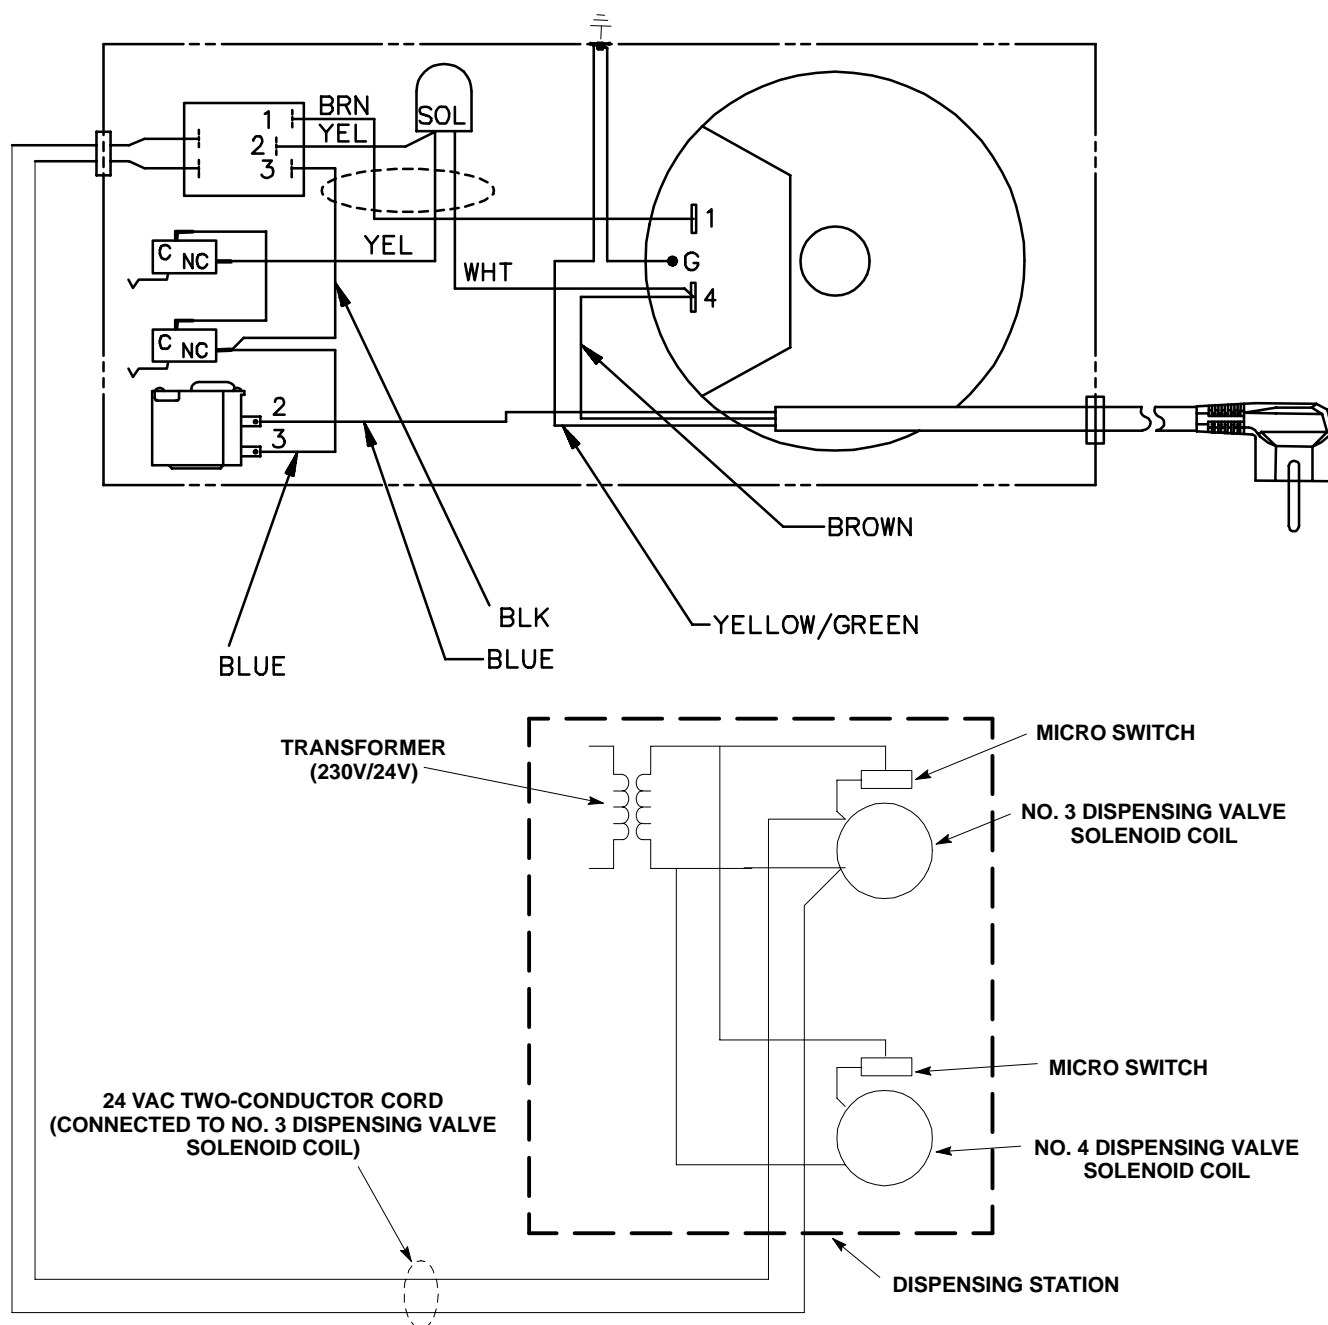 BRN
1
SOL
YEL
2
3
1
C
NC
YEL
G
WHT
4
C
NC
2
3
BROWN
BLK
YELLOW/GREEN
BLUE
BLUE
TRANSFORMER
(230V/24V)
MICRO SWITCH
NO. 3 DISPENSING VALVE
SOLENOID COIL
MICRO SWITCH
24 VAC TWO-CONDUCTOR CORD
(CONNECTED TO NO. 3 DISPENSING VALVE
SOLENOID COIL)
NO. 4 DISPENSING VALVE
SOLENOID COIL
DISPENSING STATION